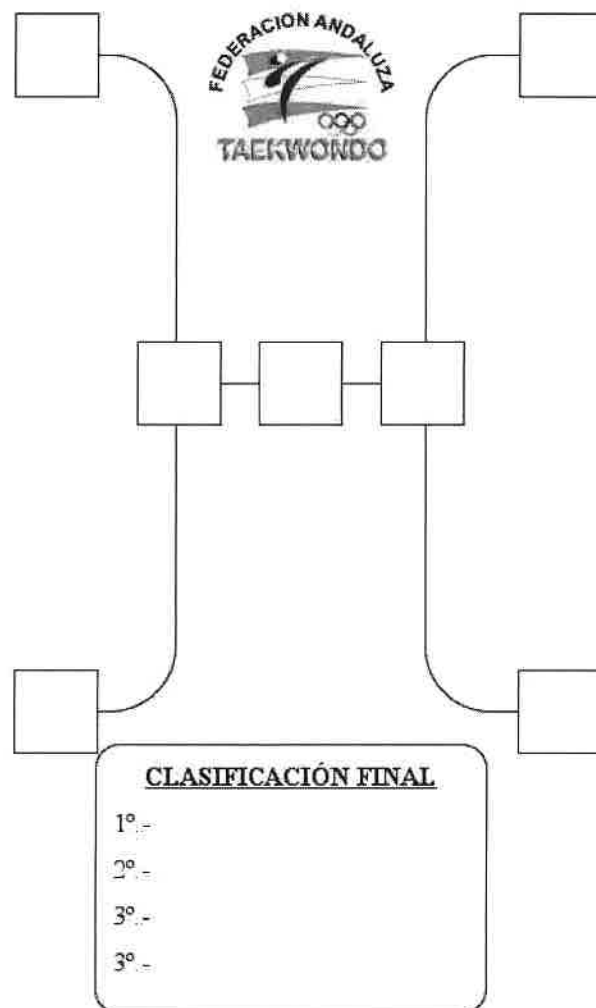 FEDERACION ANDALUZA
TAEKWONDO
CLASIFICACIÓN FINAL
1º.-
2º.-
3º.-
3º.-